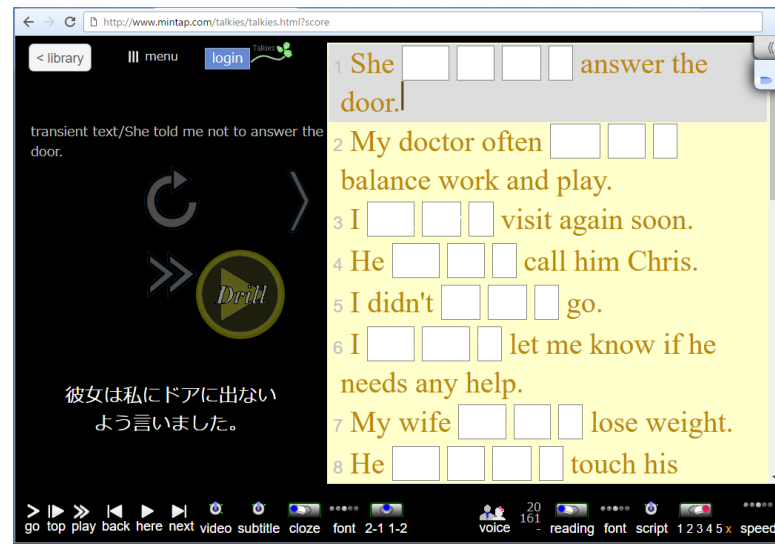 http://www.mintap.com/talkies/talkies.html?score
< library
menu
login
Talkies
transient text/She told me not to answer the
door.
Drill
彼女は私にドアに出ない
よう言いました。
1 She answer the
door.
2 My doctor often
balance work and play.
3 I visit again soon.
4 He call him Chris.
5 I didn't go.
6 I let me know if he
needs any help.
7 My wife lose weight.
8 He touch his
go top play back here next video subtitle cloze font 2-1 1-2 voice 20 161 - reading font script 1 2 3 4 5 x speed